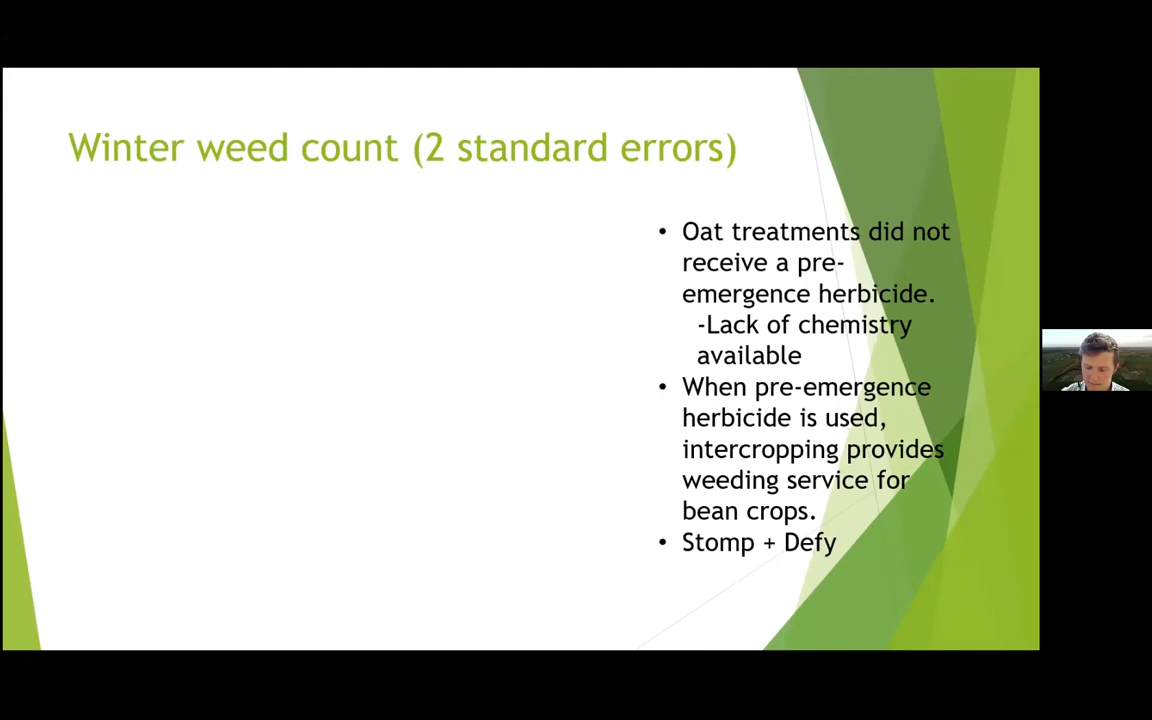 Winter weed count (2 standard errors)
• Oat treatments did not
receive a pre-
emergence herbicide.
-Lack of chemistry
available
• When pre-emergence
herbicide is used,
intercropping provides
weeding service for
bean crops.
• Stomp + Defy